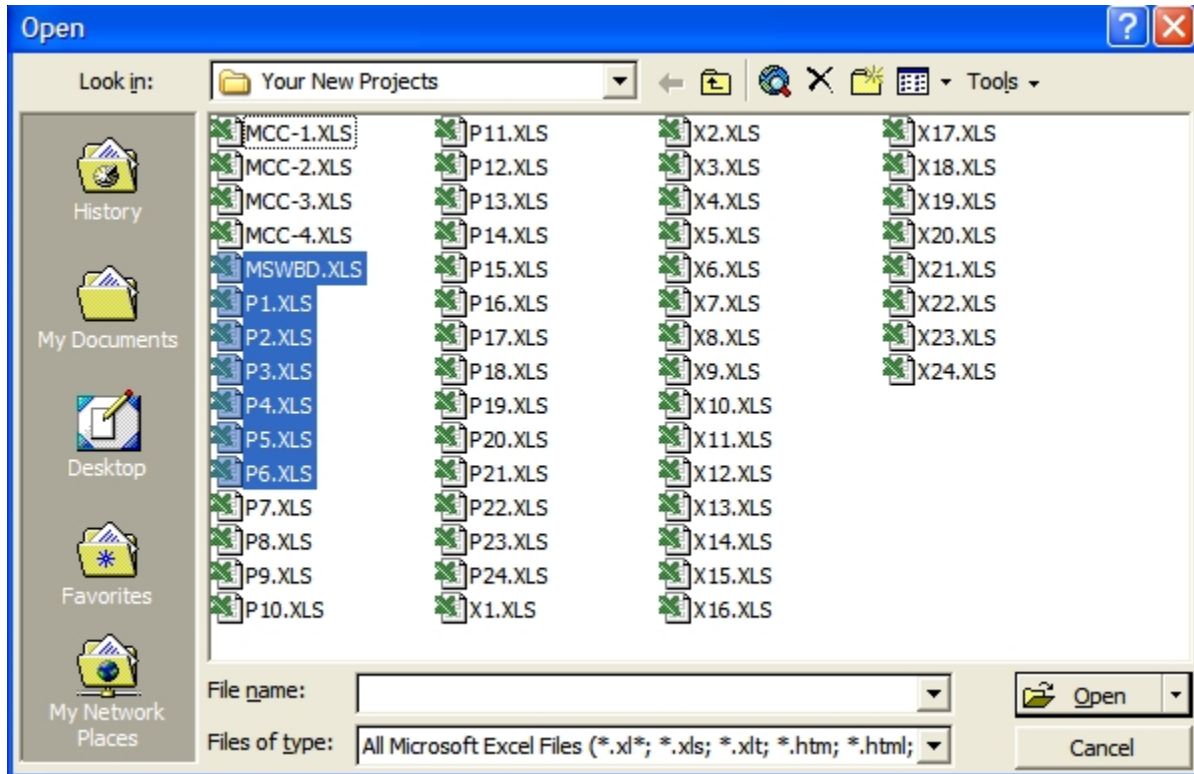 Open
Look in:
Your New Projects
Tools
History
My Documents
Desktop
Favorites
My Network
Places
MCC-1.XLS
MCC-2.XLS
MCC-3.XLS
MCC-4.XLS
MSWBD.XLS
P1.XLS
P2.XLS
P3.XLS
P4.XLS
P5.XLS
P6.XLS
P7.XLS
P8.XLS
P9.XLS
P10.XLS
P11.XLS
P12.XLS
P13.XLS
P14.XLS
P15.XLS
P16.XLS
P17.XLS
P18.XLS
P19.XLS
P20.XLS
P21.XLS
P22.XLS
P23.XLS
P24.XLS
X1.XLS
X2.XLS
X3.XLS
X4.XLS
X5.XLS
X6.XLS
X7.XLS
X8.XLS
X9.XLS
X10.XLS
X11.XLS
X12.XLS
X13.XLS
X14.XLS
X15.XLS
X16.XLS
X17.XLS
X18.XLS
X19.XLS
X20.XLS
X21.XLS
X22.XLS
X23.XLS
X24.XLS
File name:
Open
Files of type:
All Microsoft Excel Files (*.xl*; *.xls; *.xlt; *.htm; *.html;
Cancel